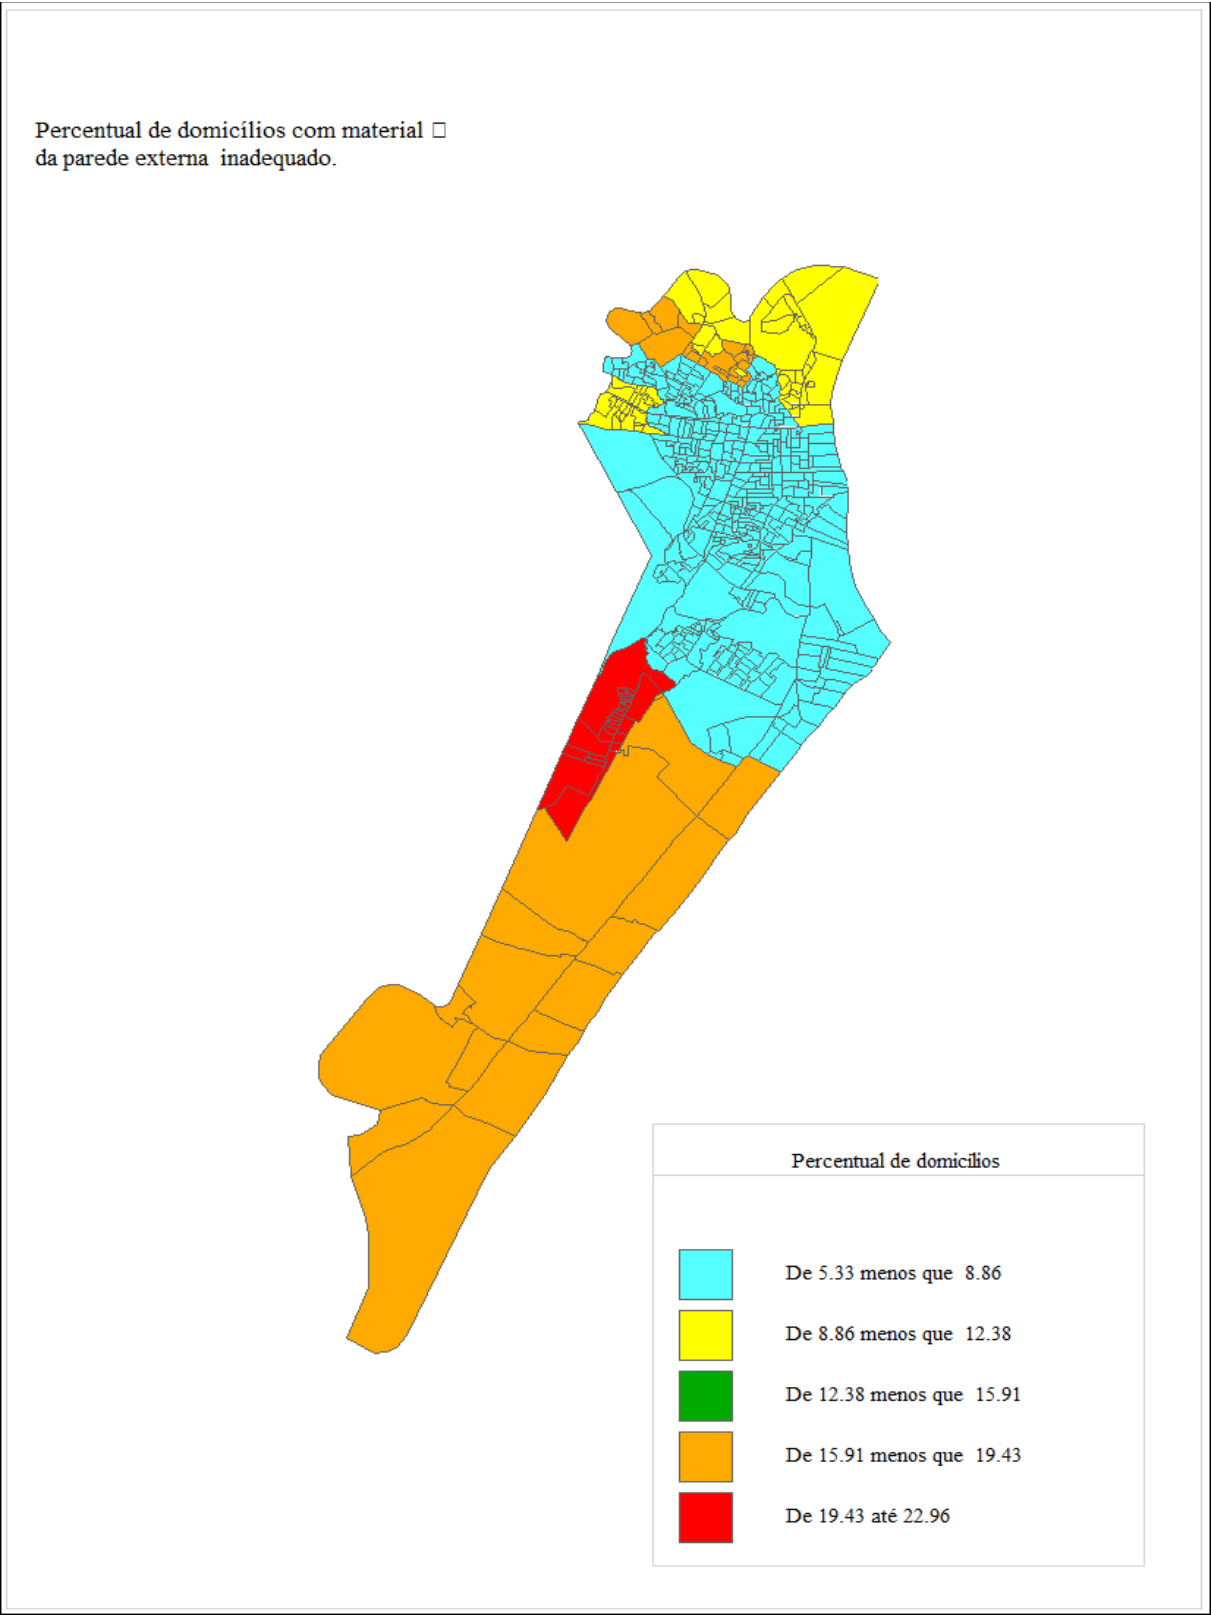 Percentual de domicílios com material □
da parede externa inadequado.
Percentual de domicílios
De 5.33 menos que 8.86
De 8.86 menos que 12.38
De 12.38 menos que 15.91
De 15.91 menos que 19.43
De 19.43 até 22.96